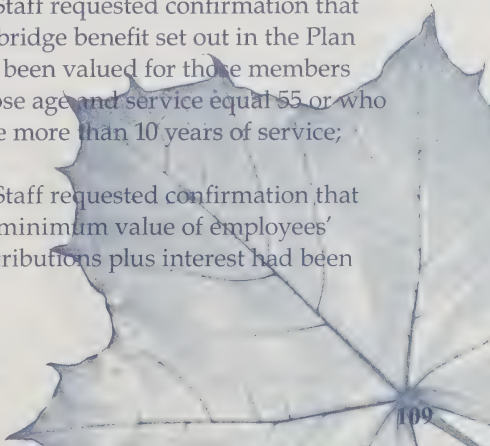 Staff requested confirmation that
bridge benefit set out in the Plan
been valued for those members
age and service equal 55 or who
more than 10 years of service;
Staff requested confirmation that
minimum value of employees'
plus interest had been
109